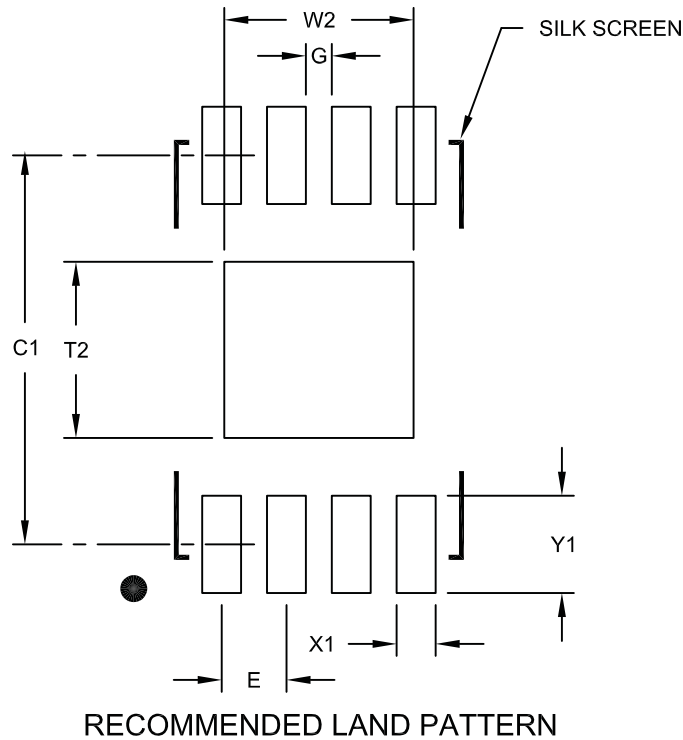 W2
SILK SCREEN
G
C1
T2
Y1
X1
E
RECOMMENDED LAND PATTERN